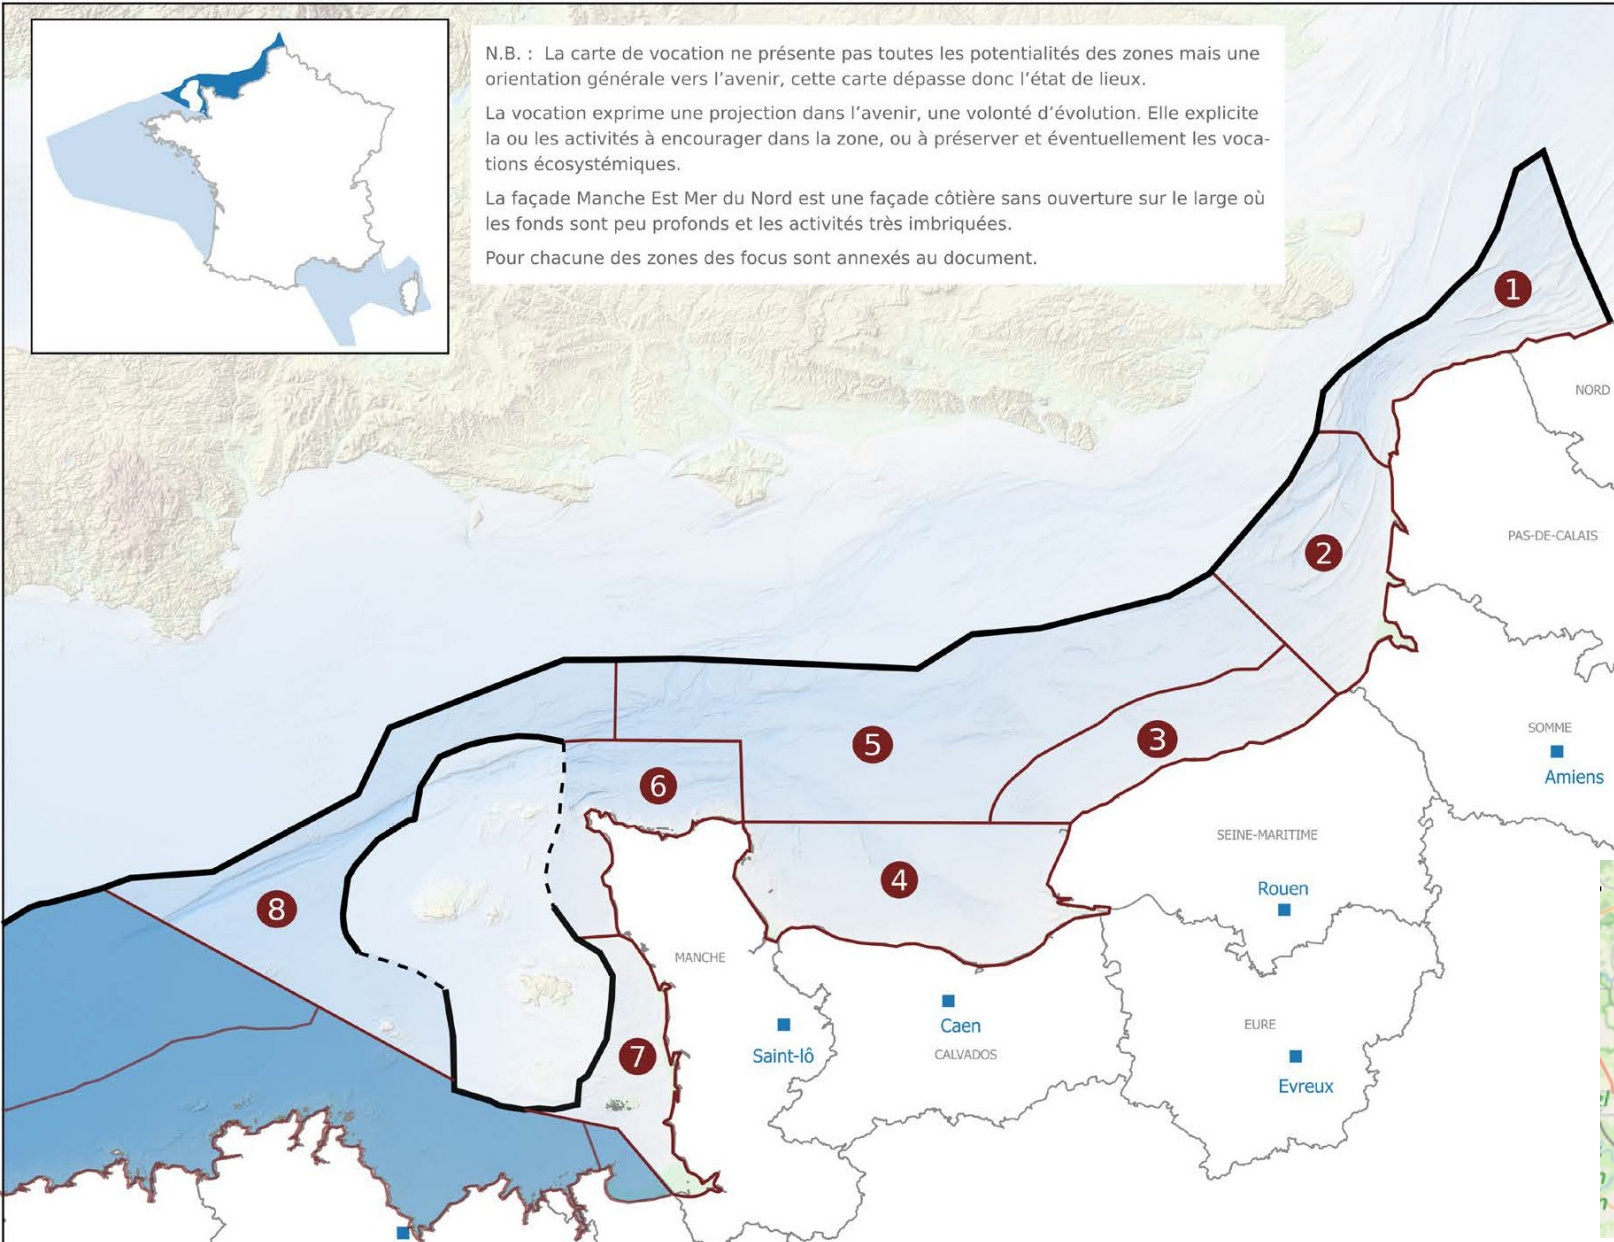 N.B. : La carte de vocation ne présente pas toutes les potentialités des zones mais une
orientation générale vers l'avenir, cette carte dépasse donc l'état de lieux.
La vocation exprime une projection dans l'avenir, une volonté d'évolution. Elle explicite
la ou les activités à encourager dans la zone, ou à préserver et éventuellement les voca-
tions écosystémiques.
La façade Manche Est Mer du Nord est une façade côtière sans ouverture sur le large où
les fonds sont peu profonds et les activités très imbriquées.
Pour chacune des zones des focus sont annexés au document.
1
NORD
2
PAS-DE-CALAIS
3
5
SOMME
Amiens
6
SEINE-MARITIME
4
Rouen
8
MANCHE
Caen
EURE
Saint-lô
CALVADOS
7
Evreux